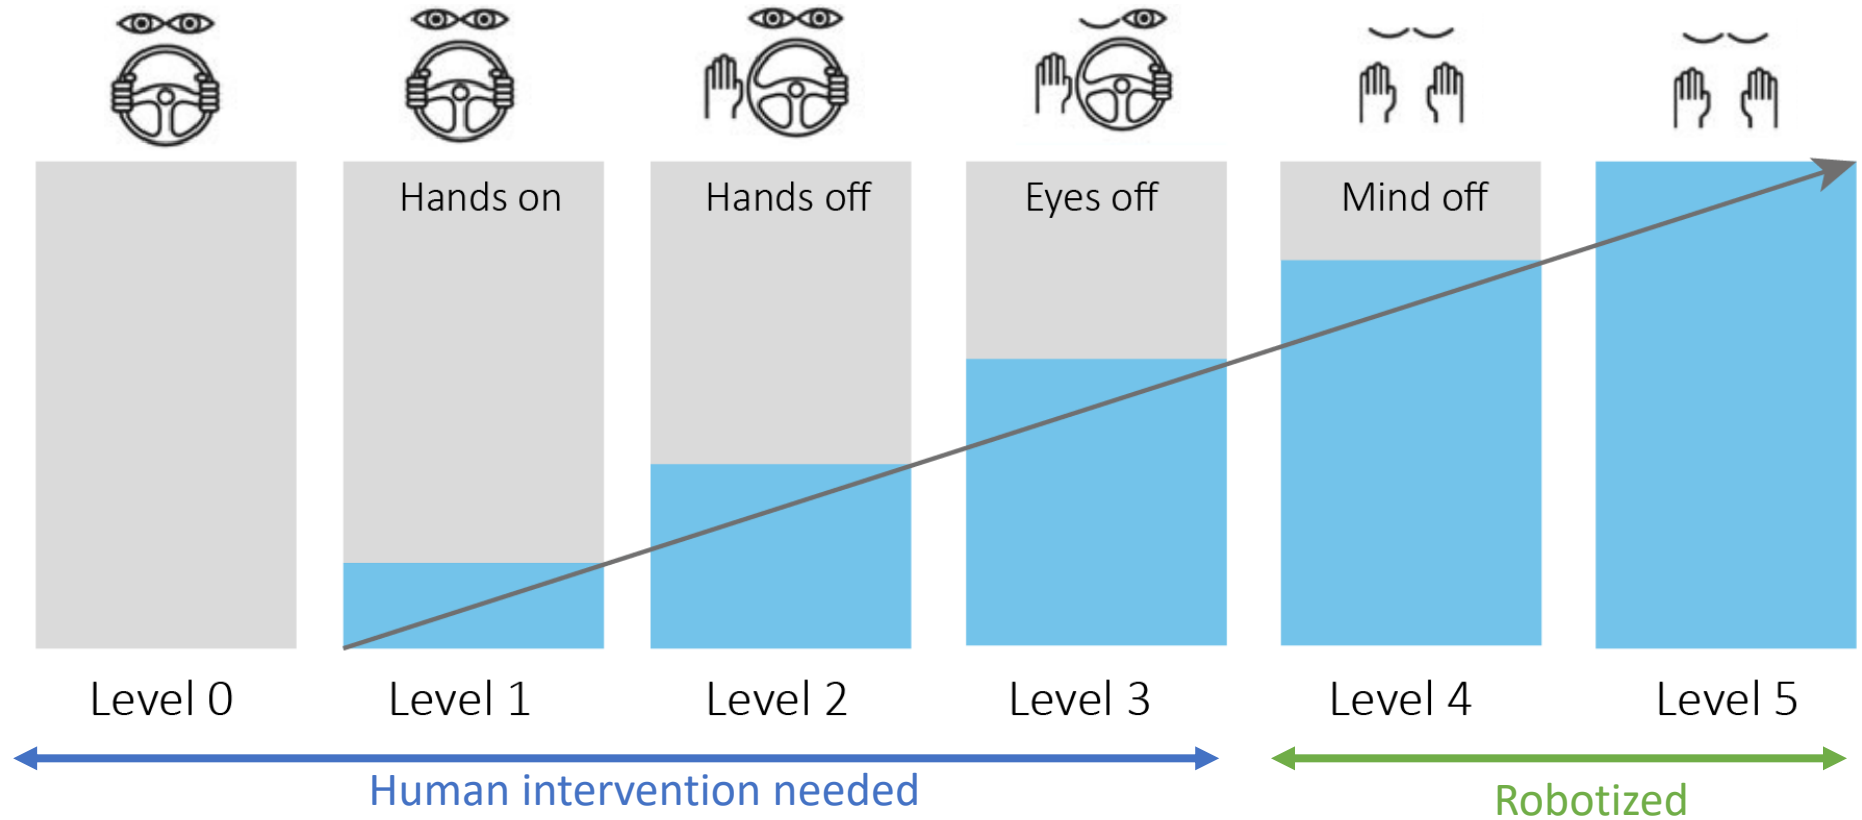 Hands on
Hands off
Eyes off
Mind off
Level 0
Level 1
Level 2
Level 3
Level 4
Level 5
Human intervention needed
Robotized